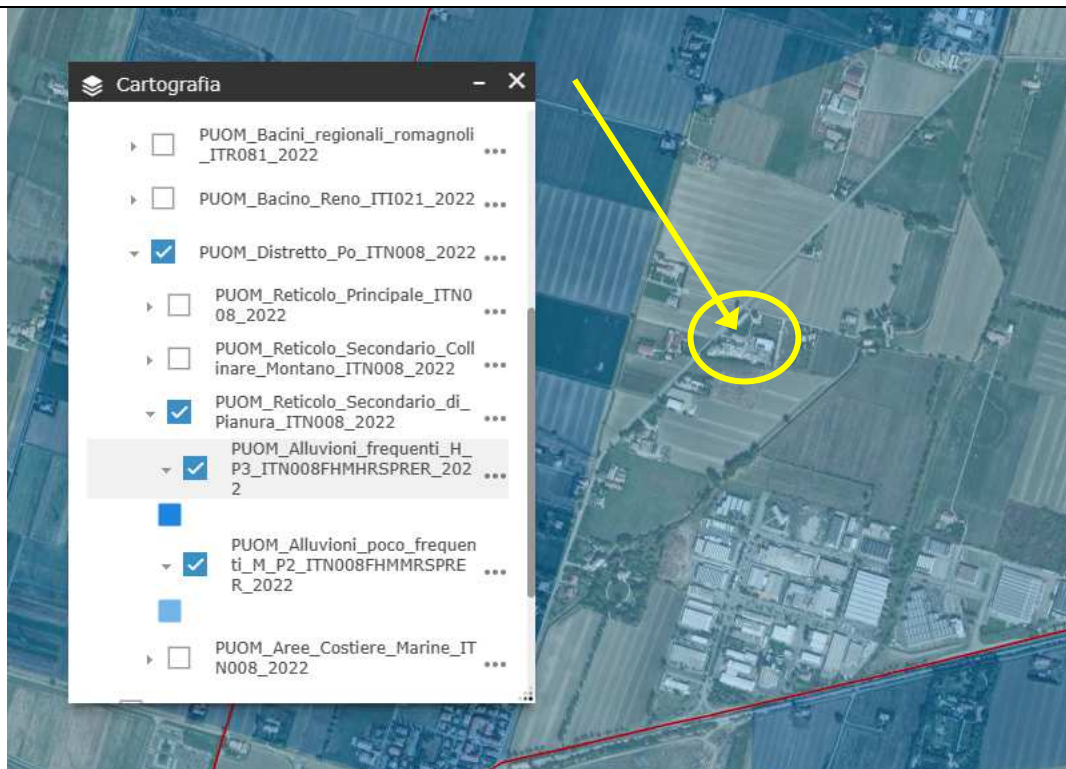 Cartografia
PUOM_Bacini_regionali_romagnoli
_ITR081_2022
PUOM_Bacino_Reno_ITI021_2022
PUOM_Distretto_Po_ITN008_2022
PUOM_Reticolo_Principale_ITN0
08_2022
PUOM_Reticolo_Secondario_Coll
inare_Montano_ITN008_2022
PUOM_Reticolo_Secondario_di_
Pianura_ITN008_2022
PUOM_Alluvioni_frequenti_H_
P3_ITN008FHMHRSPRER_202
2
PUOM_Alluvioni_poco_frequen
ti_M_P2_ITN008FHMMRSPRE
R_2022
PUOM_Aree_Costiere_Marine_IT
N008_2022